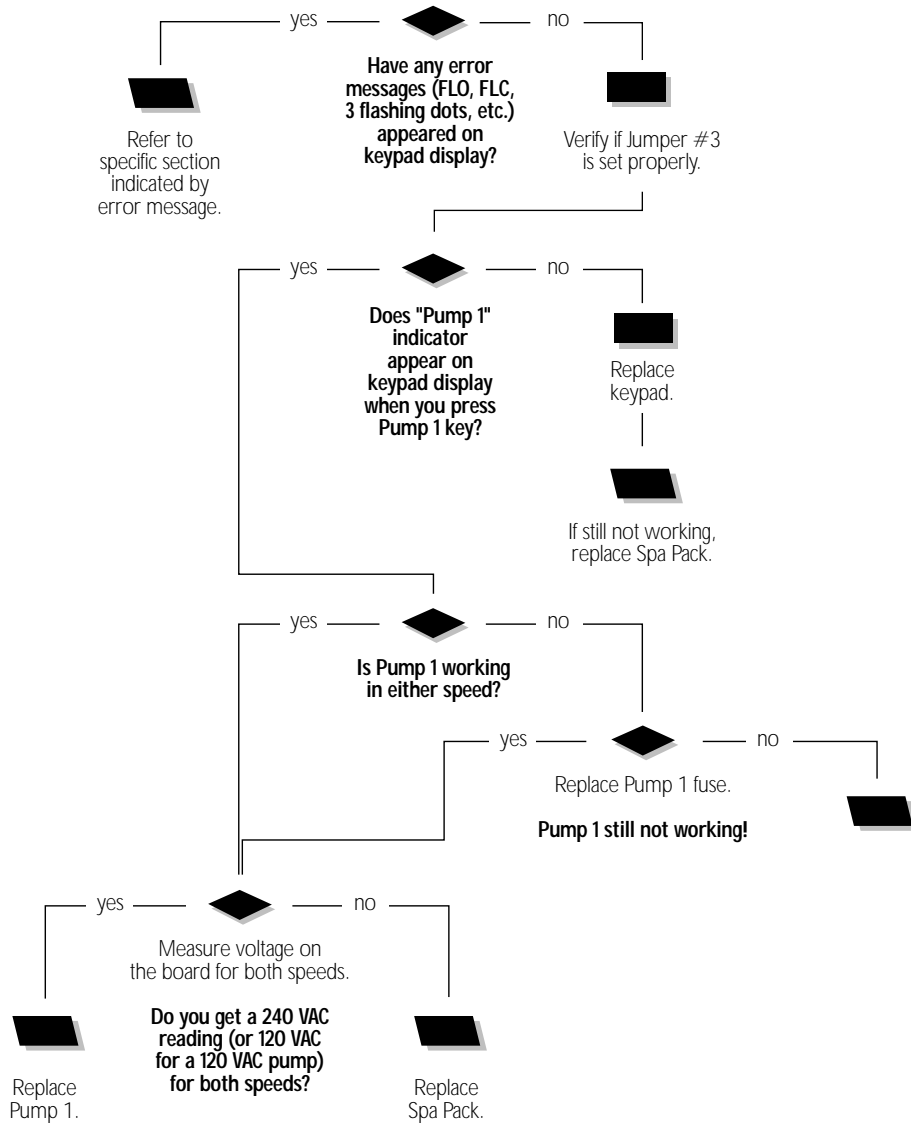 yes
no
Have any error
messages (FLO, FLC,
3 flashing dots, etc.)
appeared on
keypad display?
Refer to
specific section
indicated by
error message.
Verify if Jumper #3
is set properly.
yes
no
Does "Pump 1"
indicator
appear on
keypad display
when you press
Pump 1 key?
Replace
keypad.
If still not working,
replace Spa Pack.
yes
no
Is Pump 1 working
in either speed?
yes
no
Replace Pump 1 fuse.
Pump 1 still not working!
yes
no
Measure voltage on
the board for both speeds.
Do you get a 240 VAC
reading (or 120 VAC
for a 120 VAC pump)
for both speeds?
Replace
Pump 1.
Replace
Spa Pack.